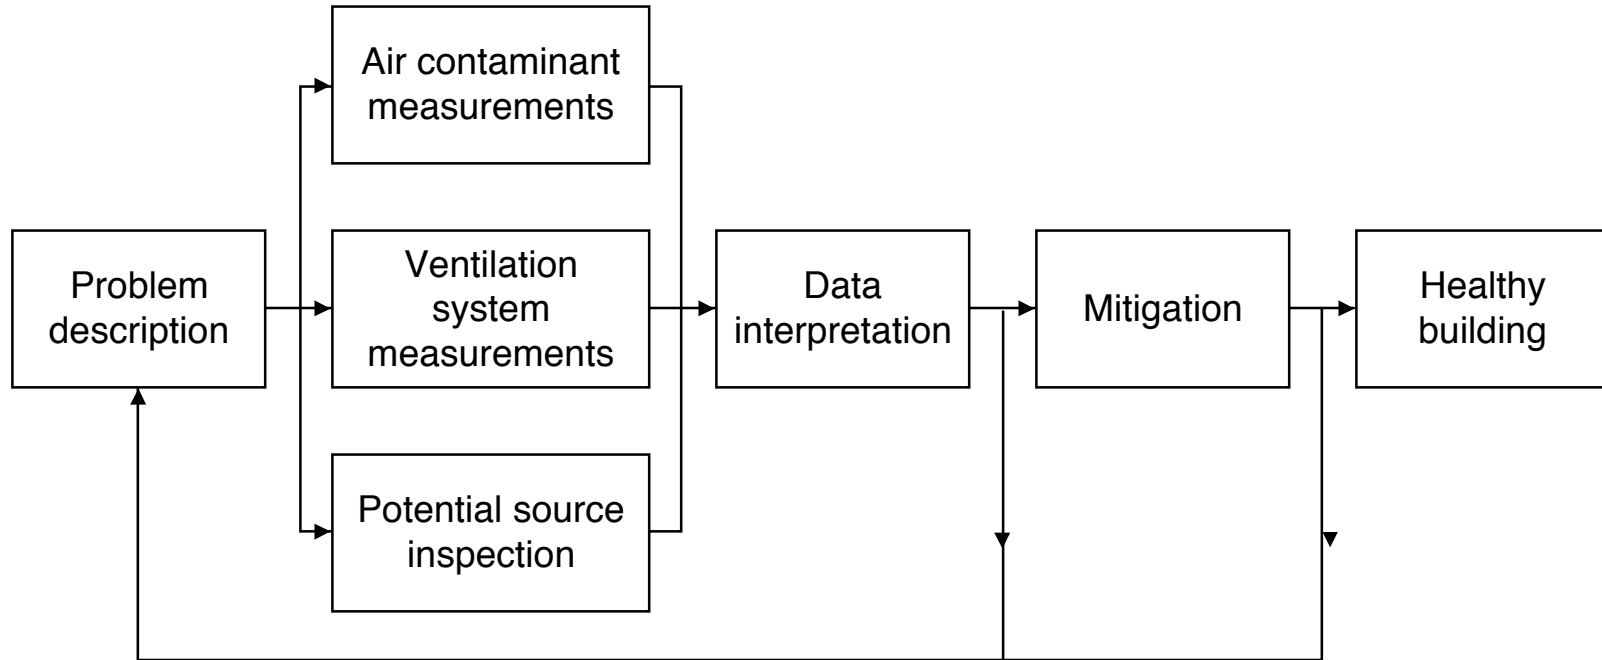 Air contaminant
measurements
Problem
description
Ventilation
system
measurements
Data
interpretation
Mitigation
Healthy
building
Potential source
inspection